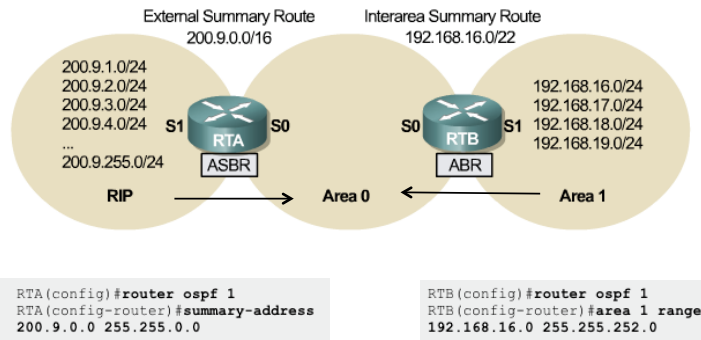 External Summary Route
200.9.0.0/16
Interarea Summary Route
192.168.16.0/22
200.9.1.0/24
200.9.2.0/24
200.9.3.0/24
200.9.4.0/24
...
200.9.255.0/24
RIP
S1
RTA
S0
ASBR
Area 0
S0
RTB
S1
ABR
192.168.16.0/24
192.168.17.0/24
192.168.18.0/24
192.168.19.0/24
Area 1
RTA(config)#router ospf 1
RTA(config-router)#summary-address
200.9.0.0 255.255.0.0
RTB(config)#router ospf 1
RTB(config-router)#area 1 range
192.168.16.0 255.255.252.0